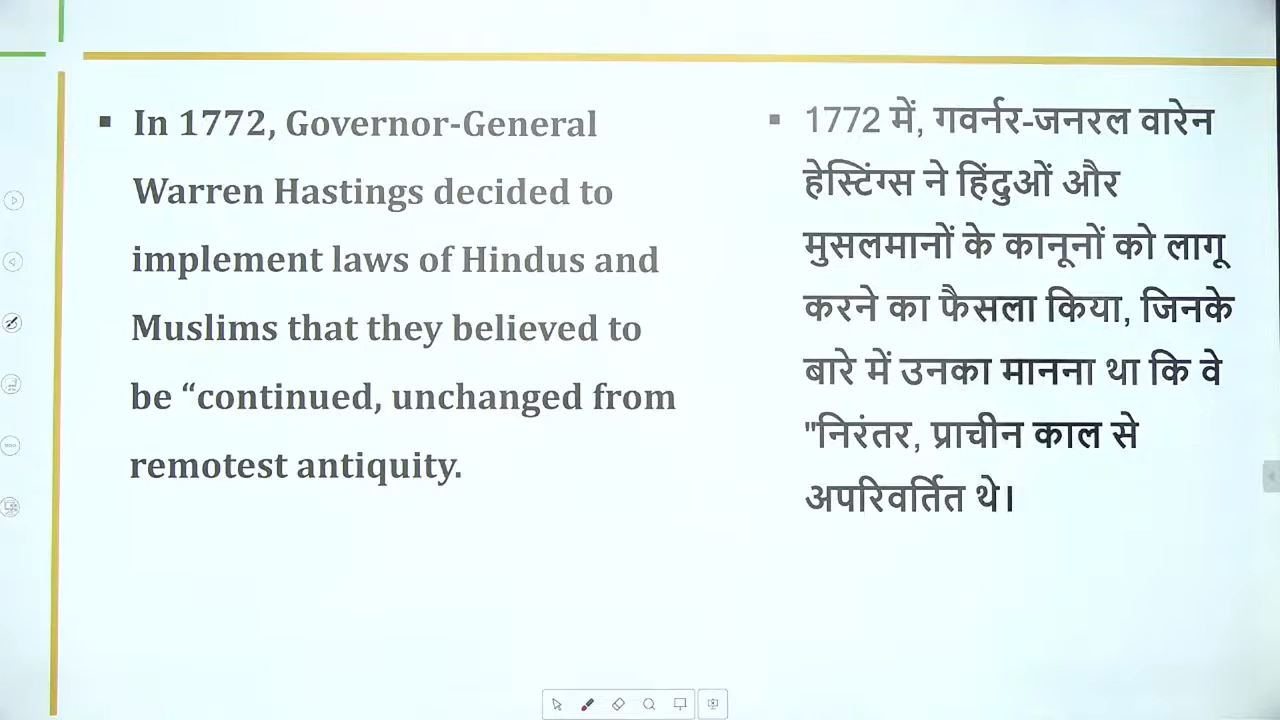 ▪ In 1772, Governor-General
Warren Hastings decided to
implement laws of Hindus and
Muslims that they believed to
be “continued, unchanged from
remotest antiquity.
▪ 1772 में, गवर्नर-जनरल वारेन
हेस्टिंग्स ने हिंदुओं और
मुसलमानों के कानूनों को लागू
करने का फैसला किया, जिनके
बारे में उनका मानना था कि वे
"निरंतर, प्राचीन काल से
अपरिवर्तित थे।